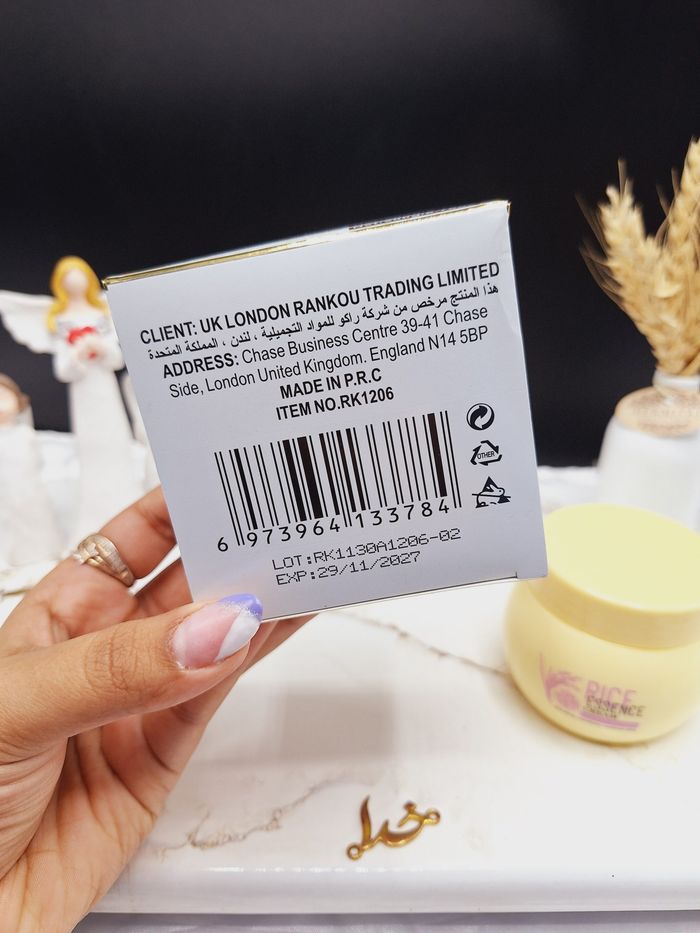 CLIENT: UK LONDON RANKOU TRADING LIMITED
هذا المنتج مرخص من شركة راكو للمواد التجميلية ، لندن ، المملكة المتحدة
ADDRESS: Chase Business Centre 39-41 Chase
Side, London United Kingdom. England N14 5BP
MADE IN P.R.C
ITEM NO.RK1206
OTHER
6 973964 133784
LOT:RK1130A1206-02
EXP:29/11/2027
RICE
ESSENCE
خدا